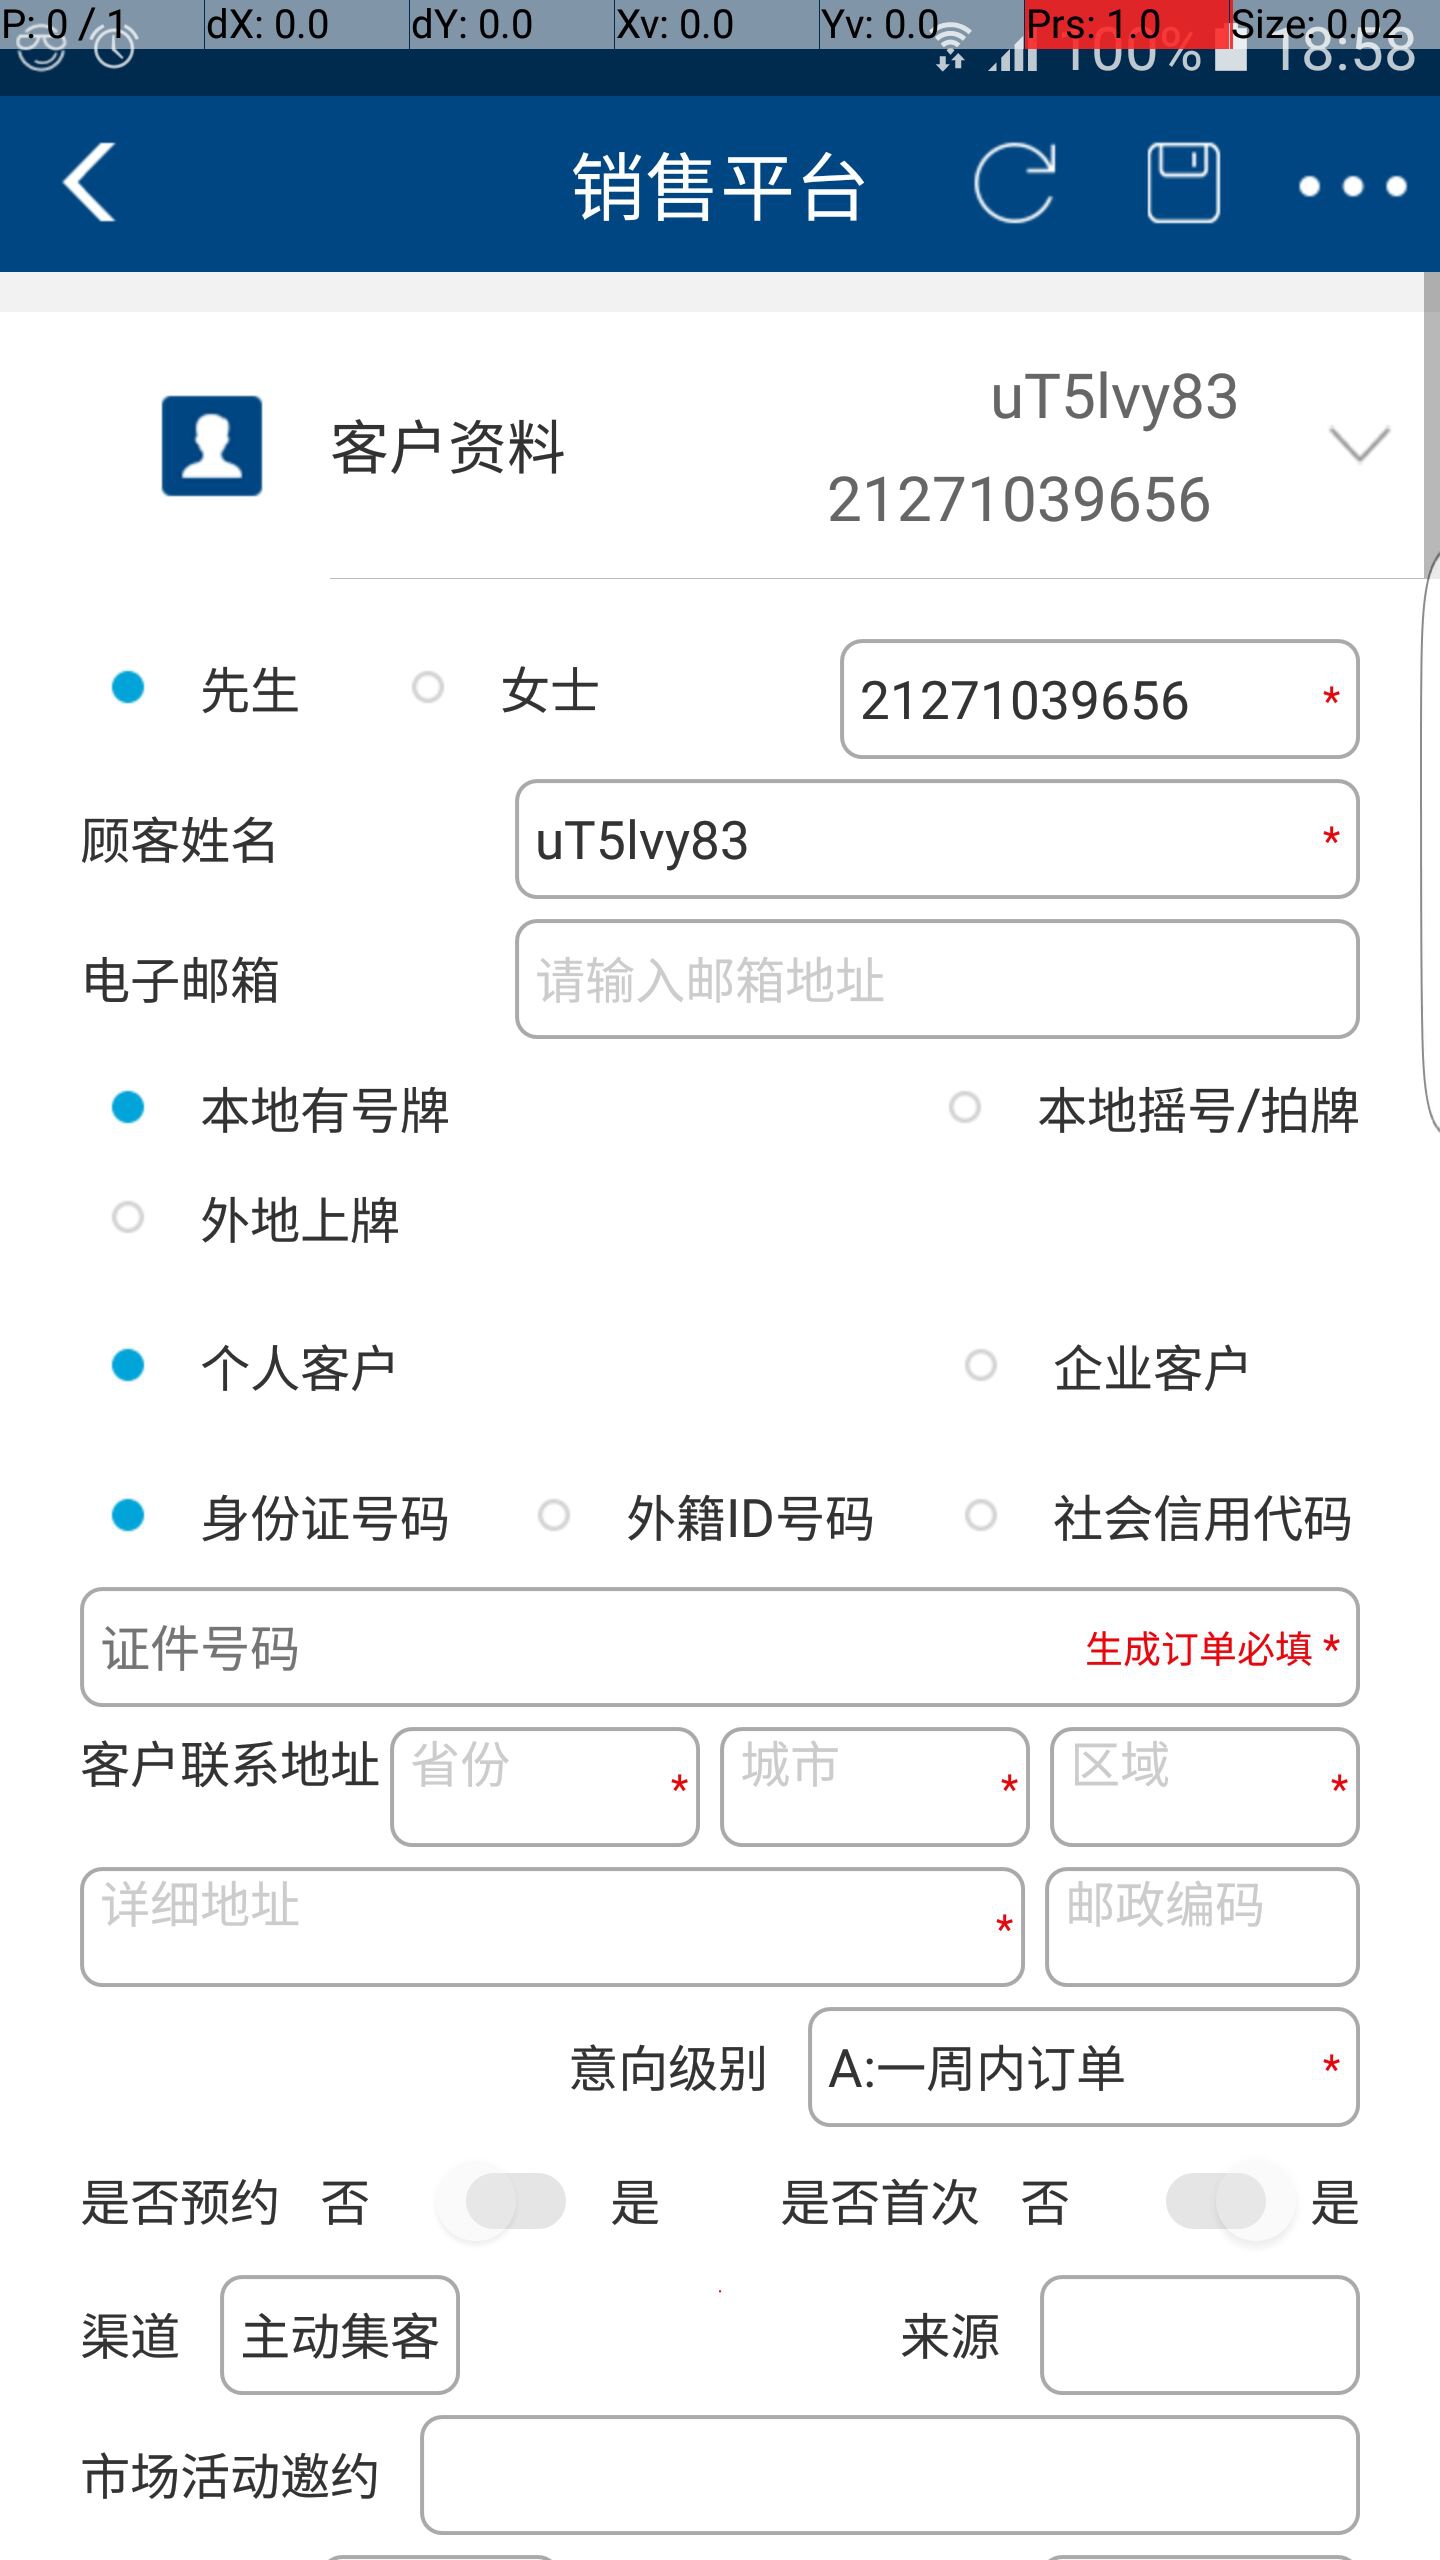 P: 0 / 1 dX: 0.0 dY: 0.0 Xv: 0.0 Yv: 0.0 Prs: 1.0 Size: 0.02
100% 18:58
销售平台
客户资料
uT5lvy83
21271039656
先生 女士 21271039656 *
顾客姓名 uT5lvy83 *
电子邮箱 请输入邮箱地址
本地有号牌 本地摇号/拍牌
外地上牌
个人客户 企业客户
身份证号码 外籍ID号码 社会信用代码
证件号码 生成订单必填 *
客户联系地址 省份 * 城市 * 区域 *
详细地址 * 邮政编码
意向级别 A:一周内订单 *
是否预约 否 是 是否首次 否 是
渠道 主动集客 来源
市场活动邀约